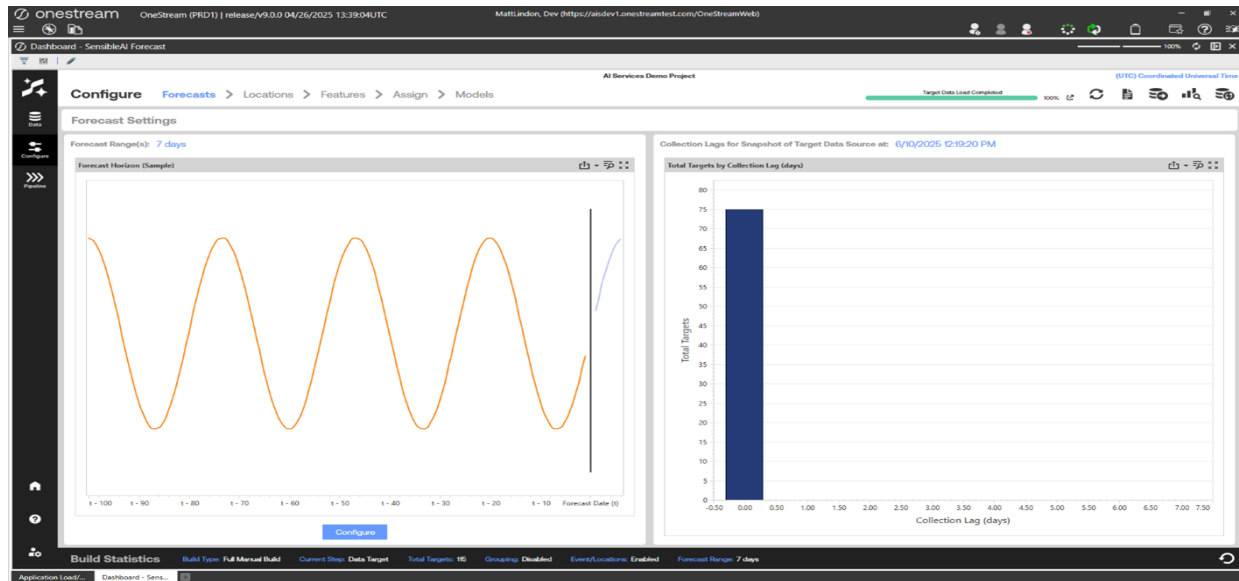 onestream OneStream (PRD1) | release/v9.0.0 04/26/2025 13:39:04UTC MattLindon, Dev (https://aisdev1.onestreamtest.com/OneStreamWeb)
Dashboard - SensibleAI Forecast 100%
AI Services Demo Project (UTC) Coordinated Universal Time
Configure Forecasts > Locations > Features > Assign > Models Target Data Load Completed 100%
Data
Configure
Pipeline
Forecast Settings
Forecast Range(s): 7 days
Forecast Horizon (Sample)
t - 100 t - 90 t - 80 t - 70 t - 60 t - 50 t - 40 t - 30 t - 20 t - 10 Forecast Date (t)
Configure
Collection Lags for Snapshot of Target Data Source at: 6/10/2025 12:19:20 PM
Total Targets by Collection Lag (days)
Total Targets
80
75
70
65
60
55
50
45
40
35
30
25
20
15
10
5
0
-0.50 0.00 0.50 1.00 1.50 2.00 2.50 3.00 3.50 4.00 4.50 5.00 5.50 6.00 6.50 7.00 7.50
Collection Lag (days)
Build Statistics Build Type: Full Manual Build Current Step: Data Target Total Targets: 115 Grouping: Disabled Event/Locations: Enabled Forecast Range: 7 days
Application Load/... Dashboard - Sens...